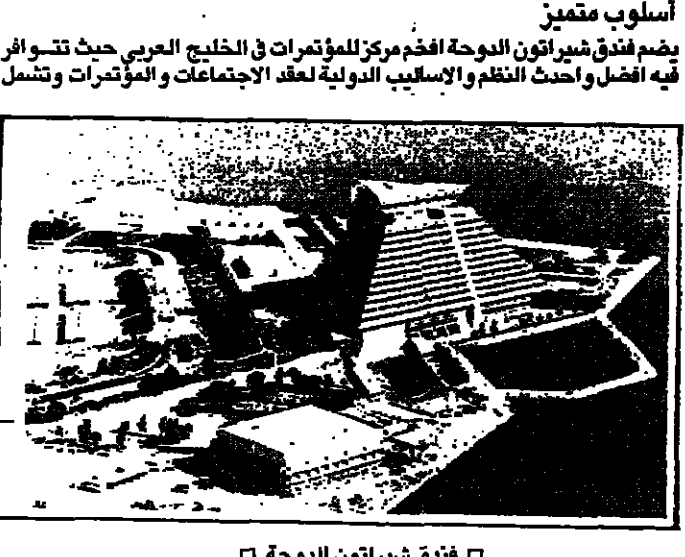 أسلوب متميز
يضم فندق شيراتون الدوحة افخم مركز للمؤتمرات في الخليج العربي حيث تتوافر
فيه افضل واحدث النظم والاساليب الدولية لعقد الاجتماعات والمؤتمرات وتشمل
□ فندق شيراتون الدوحة □